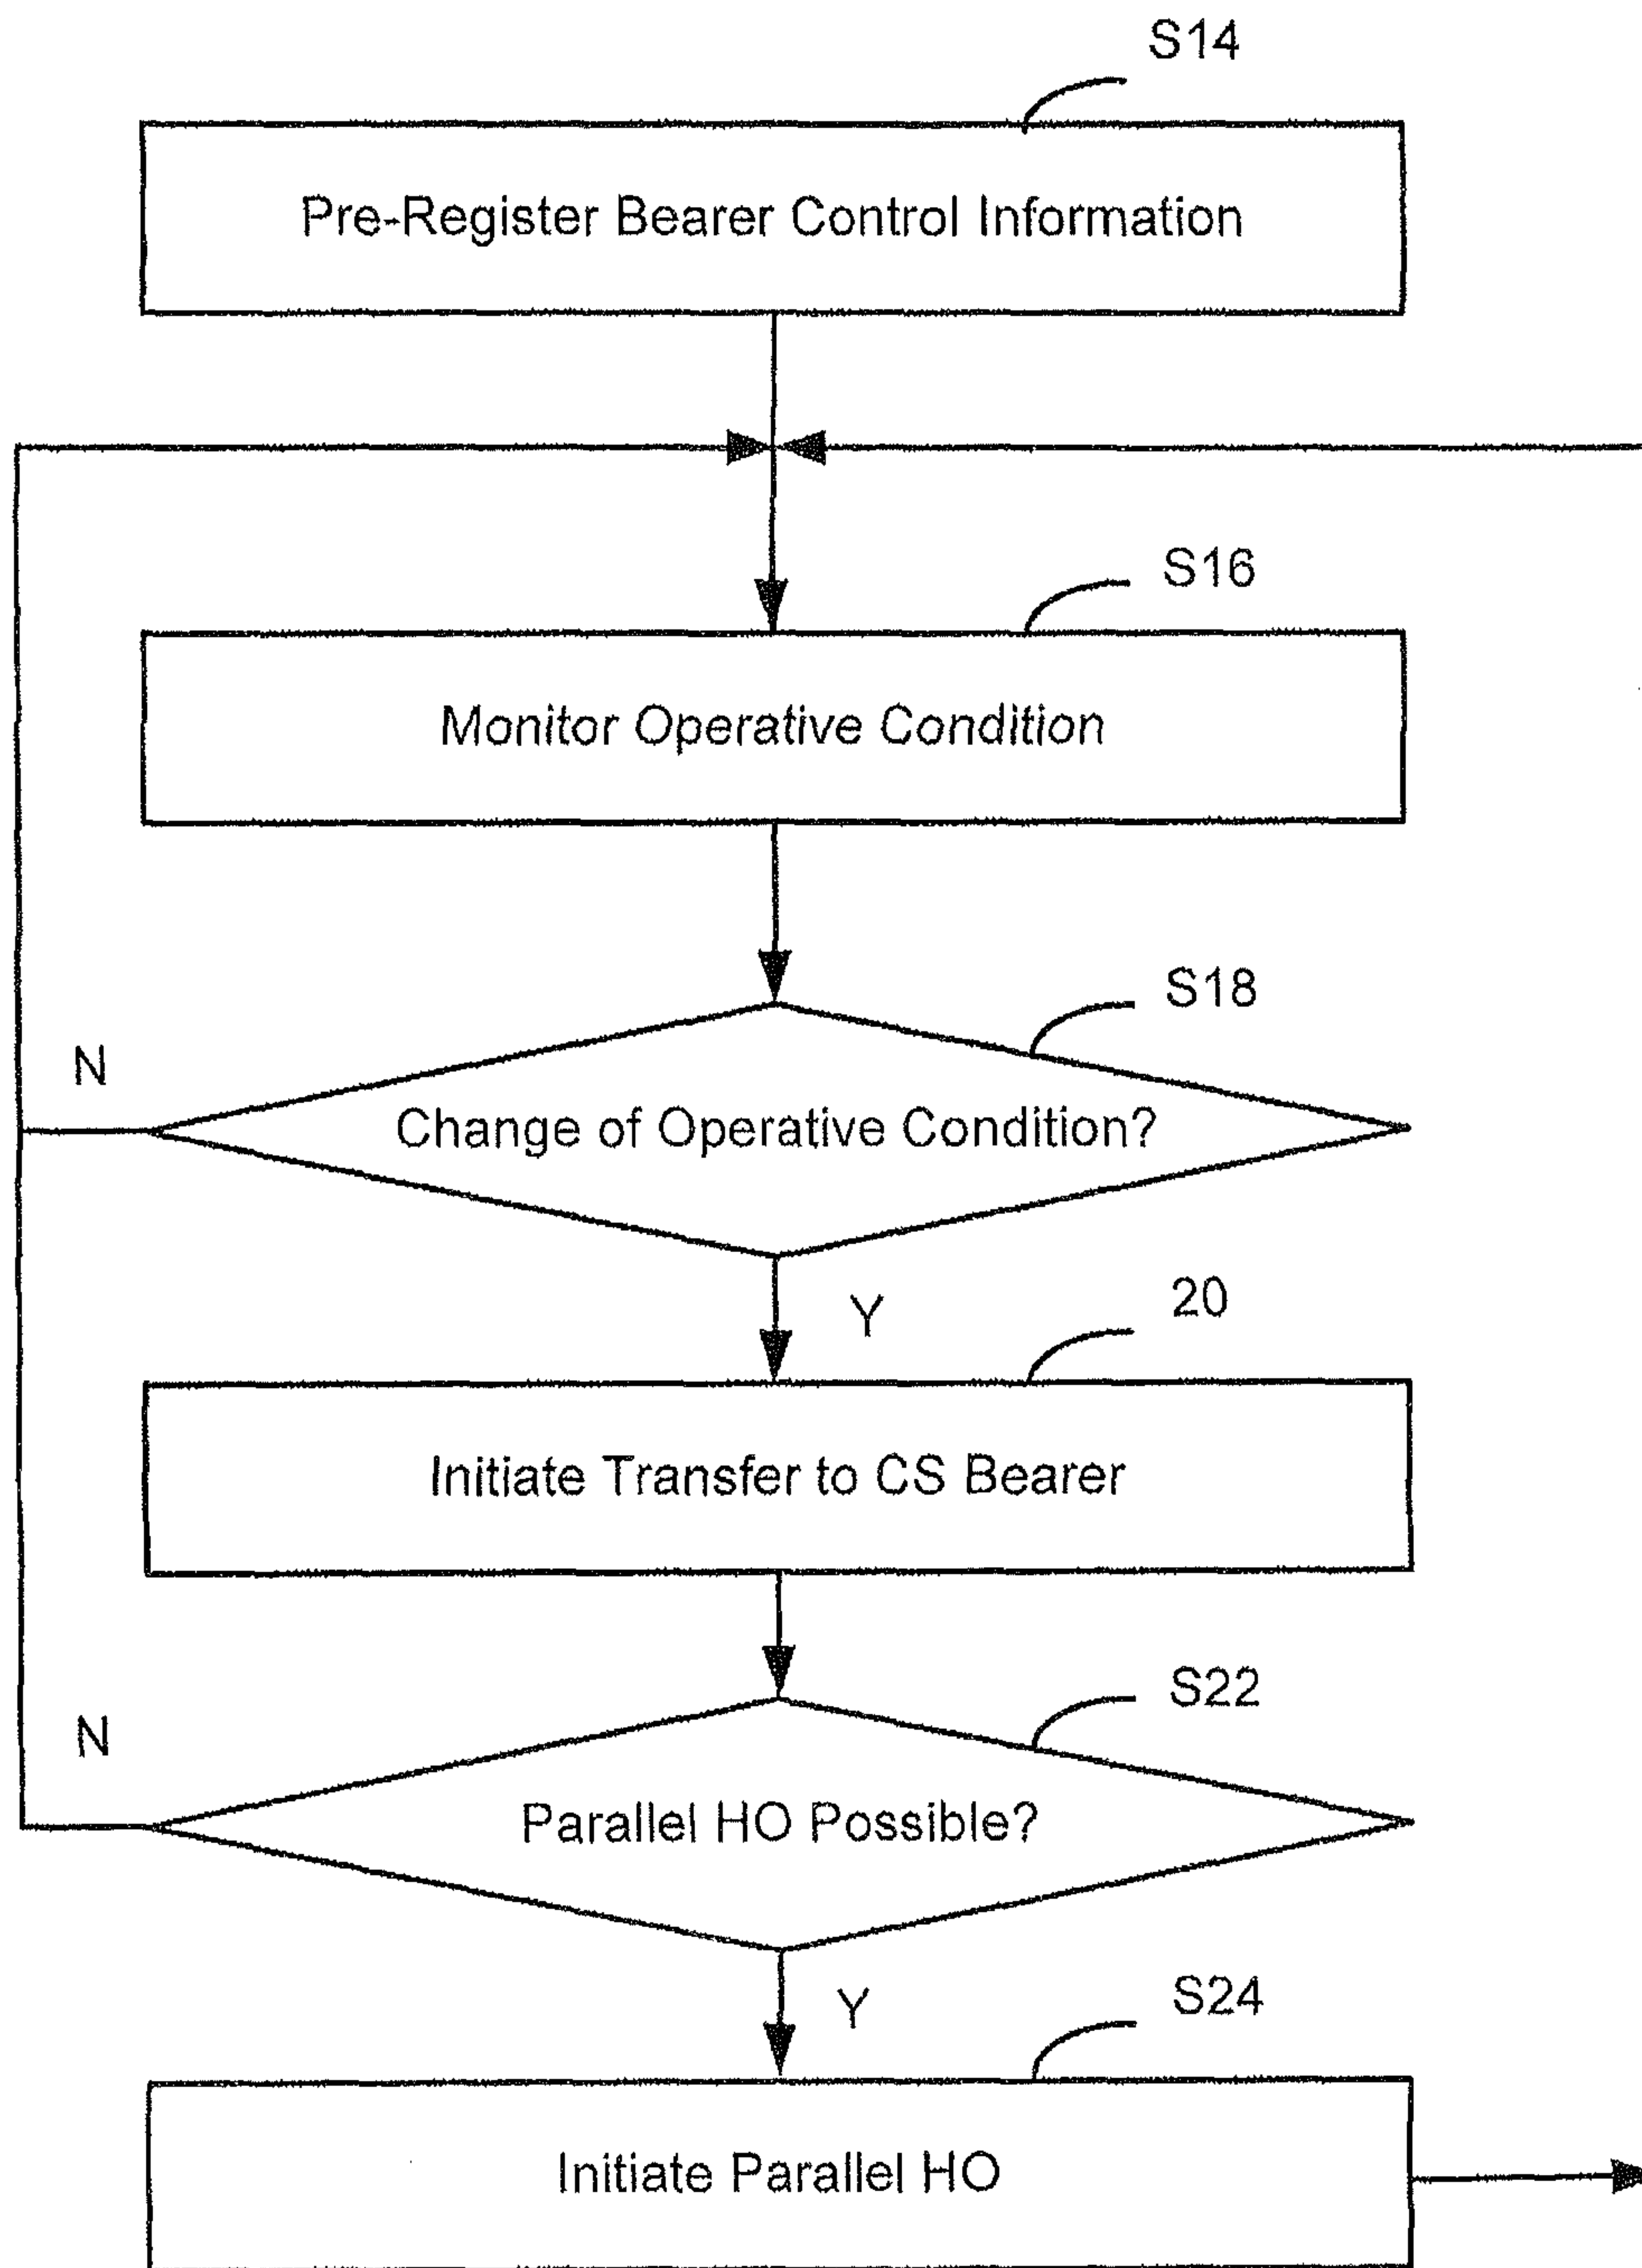 S14
Pre-Register Bearer Control Information
S16
Monitor Operative Condition
S18
N
Change of Operative Condition?
20
Y
Initiate Transfer to CS Bearer
S22
N
Parallel HO Possible?
S24
Y
Initiate Parallel HO